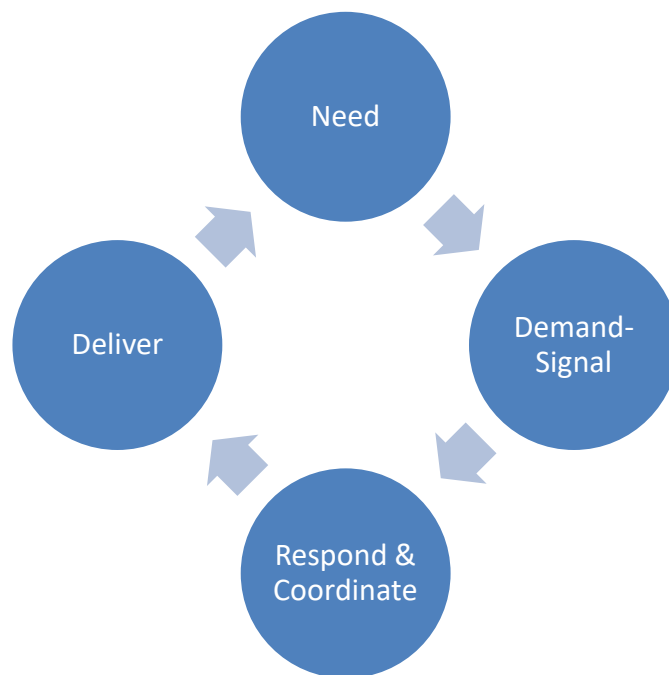 Need
Demand-
Signal
Respond &
Coordinate
Deliver